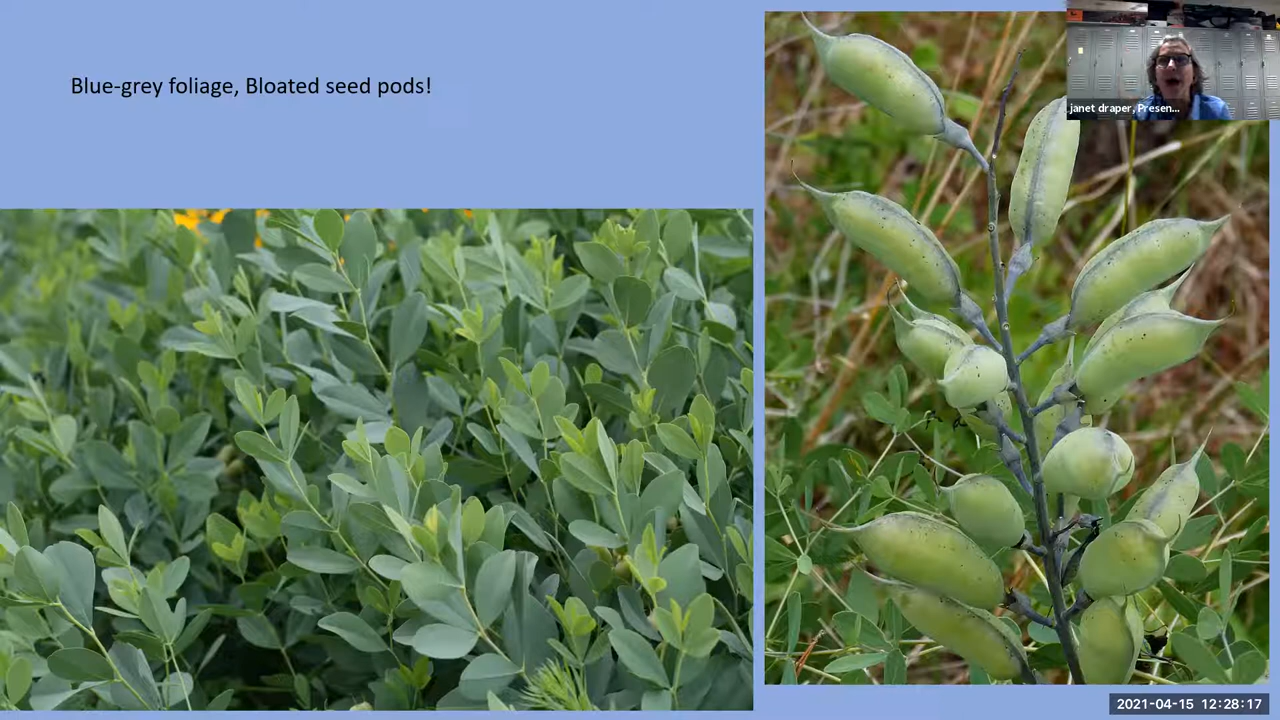 Blue-grey foliage, Bloated seed pods!
janet draper, Presen...
2021-04-15 12:28:17